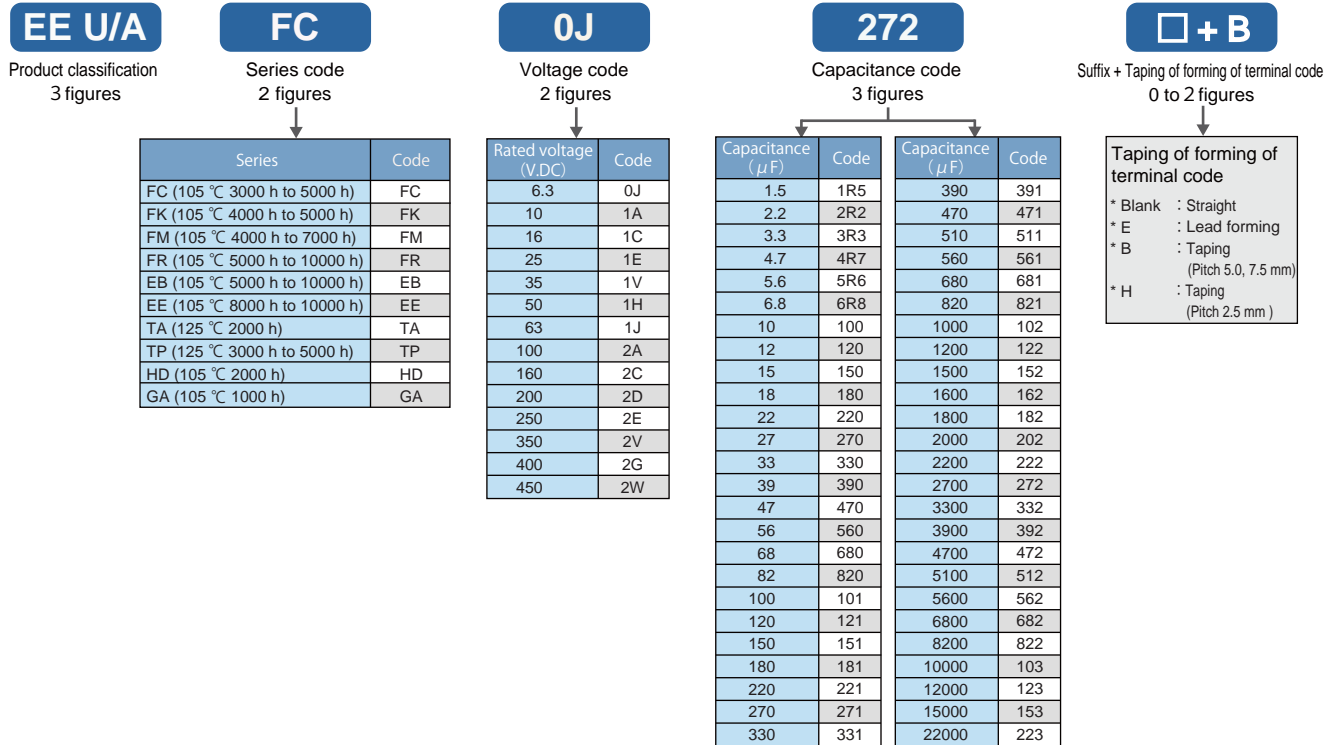 EE U/A FC 0J 272 □ + B
Product classification Series code Voltage code Capacitance code Suffix + Taping of forming of terminal code
3 figures 2 figures 2 figures 3 figures 0 to 2 figures
Series Code
FC (105 ℃ 3000 h to 5000 h) FC
FK (105 ℃ 4000 h to 5000 h) FK
FM (105 ℃ 4000 h to 7000 h) FM
FR (105 ℃ 5000 h to 10000 h) FR
EB (105 ℃ 5000 h to 10000 h) EB
EE (105 ℃ 8000 h to 10000 h) EE
TA (125 ℃ 2000 h) TA
TP (125 ℃ 3000 h to 5000 h) TP
HD (105 ℃ 2000 h) HD
GA (105 ℃ 1000 h) GA
Rated voltage (V.DC) Code
6.3 0J
10 1A
16 1C
25 1E
35 1V
50 1H
63 1J
100 2A
160 2C
200 2D
250 2E
350 2V
400 2G
450 2W
Capacitance (μF) Code
1.5 1R5
2.2 2R2
3.3 3R3
4.7 4R7
5.6 5R6
6.8 6R8
10 100
12 120
15 150
18 180
22 220
27 270
33 330
39 390
47 470
56 560
68 680
82 820
100 101
120 121
150 151
180 181
220 221
270 271
330 331
Capacitance (μF) Code
390 391
470 471
510 511
560 561
680 681
820 821
1000 102
1200 122
1500 152
1600 162
1800 182
2000 202
2200 222
2700 272
3300 332
3900 392
4700 472
5100 512
5600 562
6800 682
8200 822
10000 103
12000 123
15000 153
22000 223
Taping of forming of
terminal code
* Blank : Straight
* E : Lead forming
* B : Taping
(Pitch 5.0, 7.5 mm)
* H : Taping
(Pitch 2.5 mm )